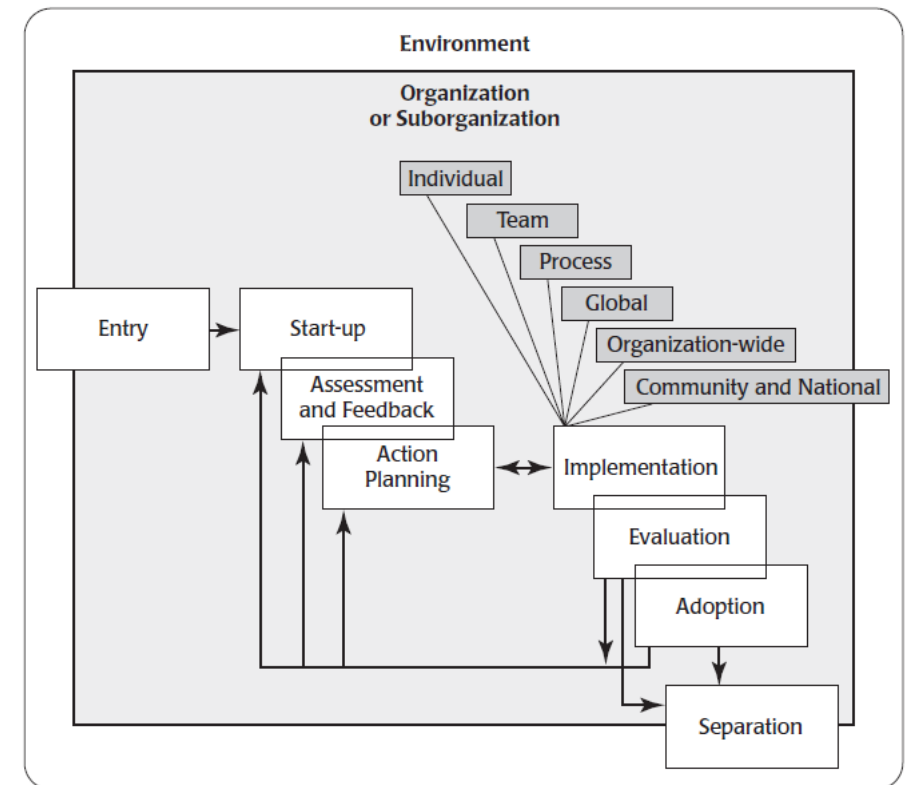 Environment
Organization
or Suborganization
Individual
Team
Process
Global
Organization-wide
Community and National
Entry
Start-up
Assessment
and Feedback
Action
Planning
Implementation
Evaluation
Adoption
Separation